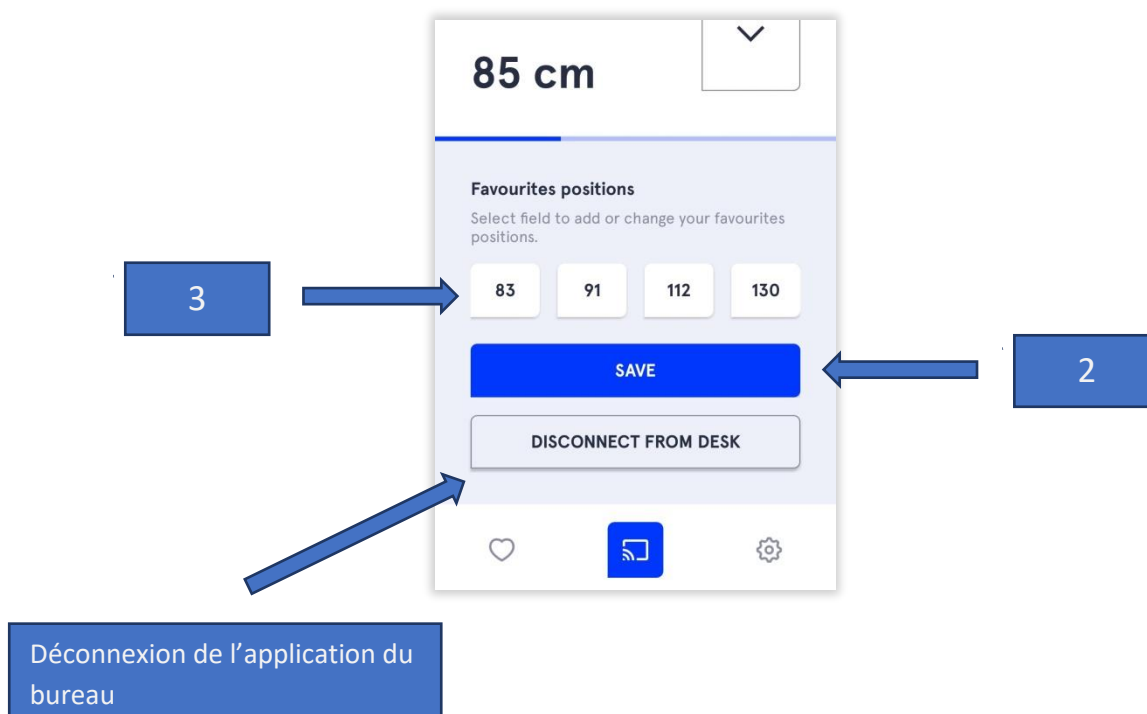 85 cm
Favourites positions
Select field to add or change your favourites
positions.
3
83 91 112 130
SAVE
2
DISCONNECT FROM DESK
Déconnexion de l’application du
bureau